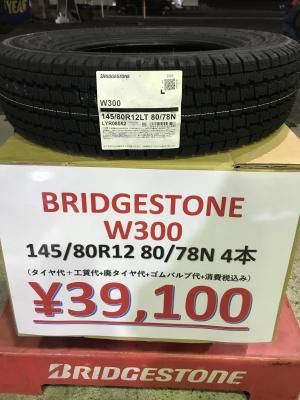 BRIDGESTONE
W300
145/80R12LT 80/78N
LYR08082
BRIDGESTONE
W300
145/80R12 80/78N 4本
(タイヤ代+工賃代+廃タイヤ代+ゴムバルブ代+消費税込み)
¥39,100
BRIDGESTONE